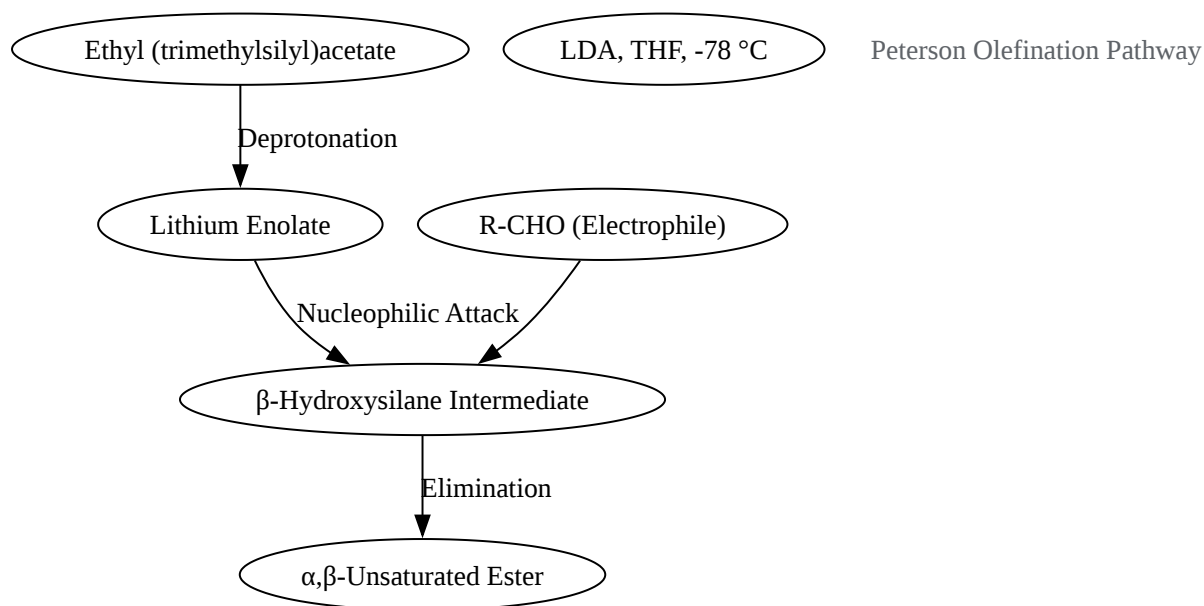 Ethyl (trimethylsilyl)acetate
LDA, THF, -78 °C
Peterson Olefination Pathway
Deprotonation
Lithium Enolate
R-CHO (Electrophile)
Nucleophilic Attack
β-Hydroxysilane Intermediate
Elimination
α,β-Unsaturated Ester